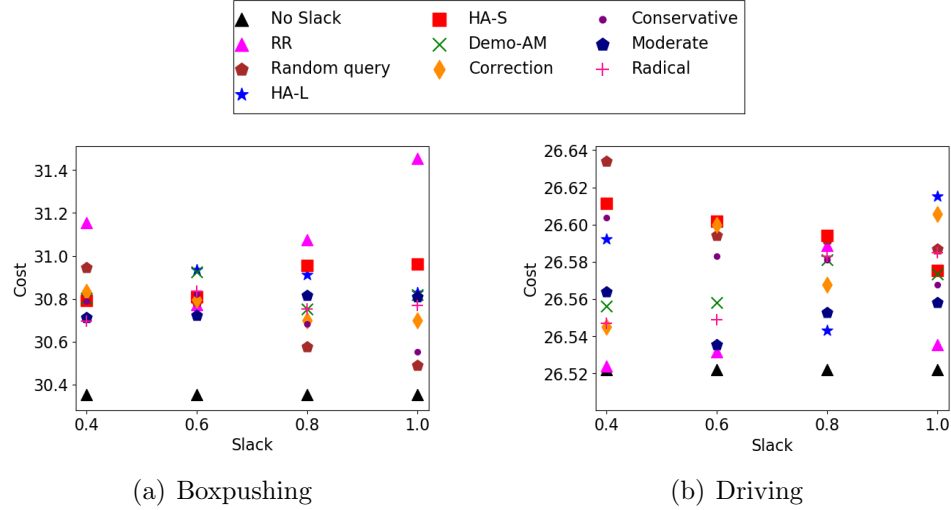 No Slack
RR
Random query
HA-L
HA-S
Demo-AM
Correction
Conservative
Moderate
Radical
31.4
31.2
31.0
30.8
30.6
30.4
Cost
0.4 0.6 0.8 1.0
Slack
(a) Boxpushing
26.64
26.62
26.60
26.58
26.56
26.54
26.52
Cost
0.4 0.6 0.8 1.0
Slack
(b) Driving